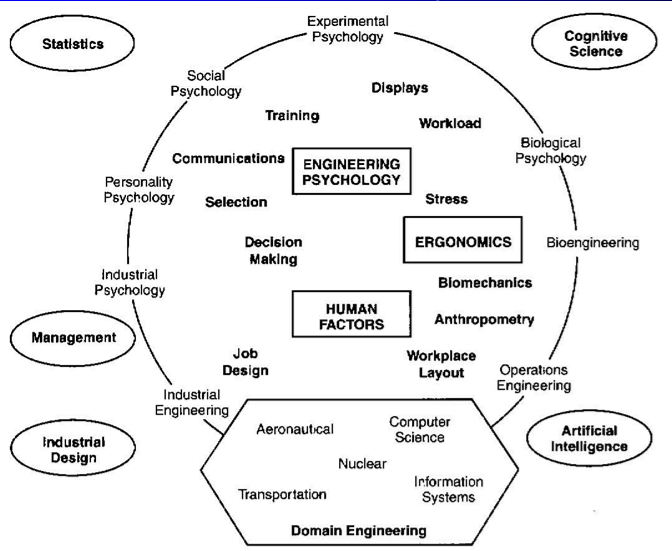 Experimental
Psychology
Statistics
Cognitive
Science
Social
Psychology
Displays
Training
Workload
Biological
Psychology
Communications
ENGINEERING
PSYCHOLOGY
Personality
Psychology
Selection
Stress
Decision
Making
ERGONOMICS
Bioengineering
Industrial
Psychology
Biomechanics
HUMAN
FACTORS
Anthropometry
Management
Job
Design
Workplace
Layout
Operations
Engineering
Industrial
Engineering
Aeronautical
Computer
Science
Industrial
Design
Artificial
Intelligence
Nuclear
Transportation
Information
Systems
Domain Engineering